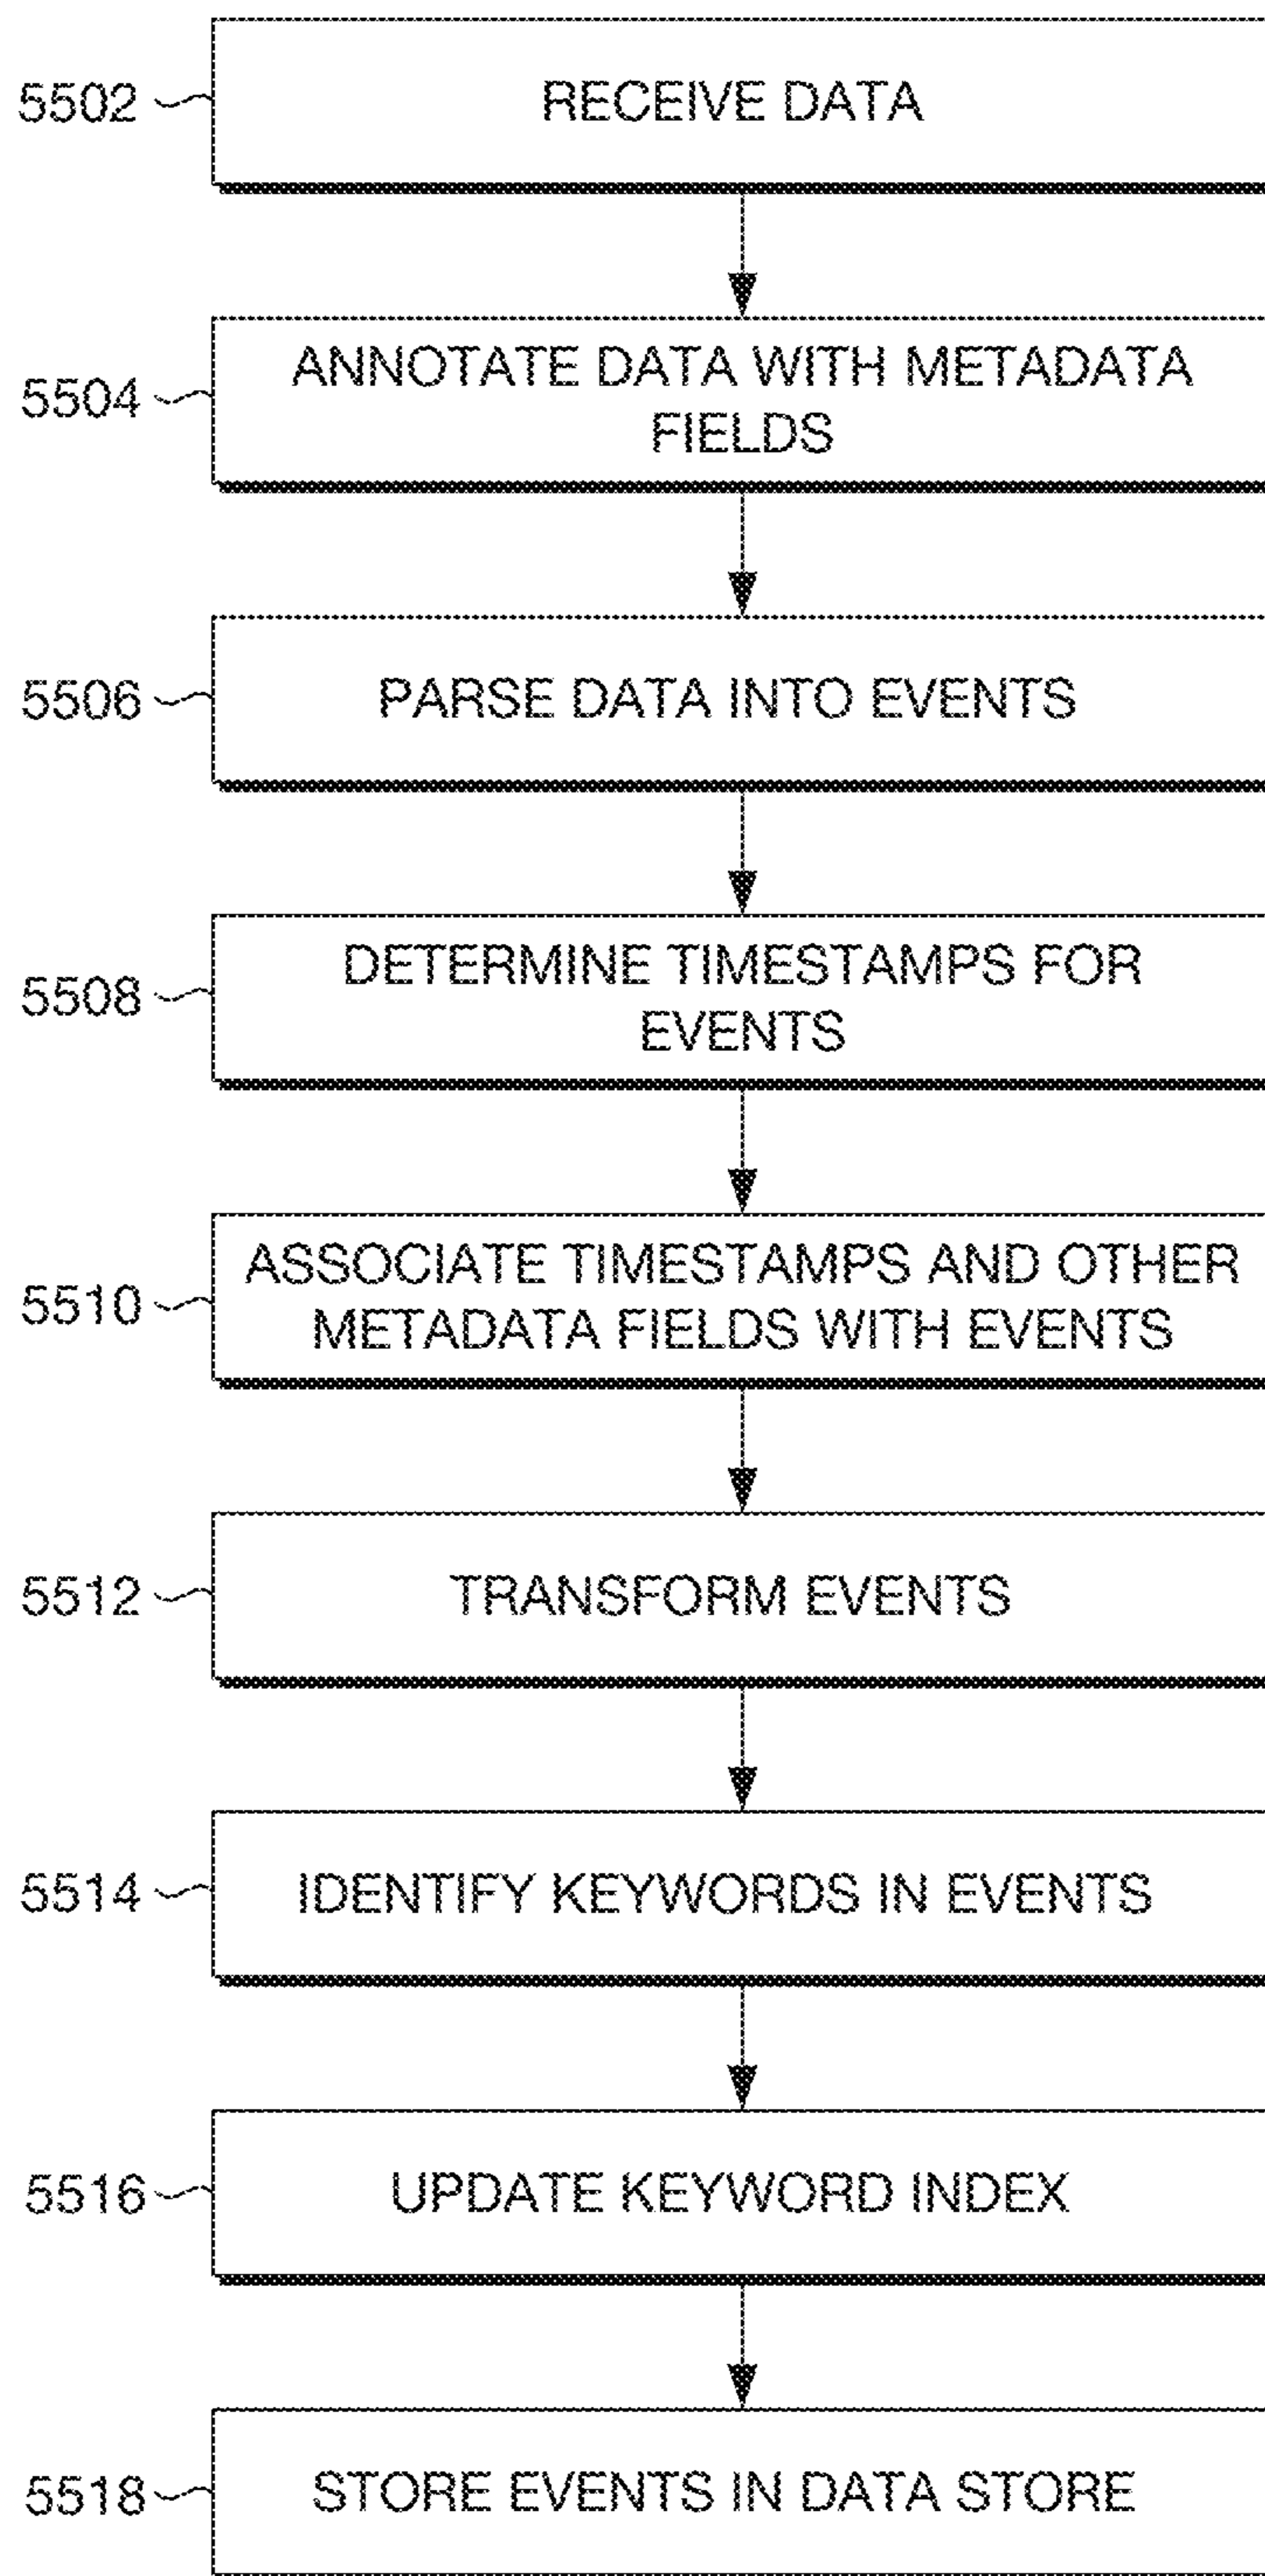 5502
RECEIVE DATA
5504
ANNOTATE DATA WITH METADATA
FIELDS
5506
PARSE DATA INTO EVENTS
5508
DETERMINE TIMESTAMPS FOR
EVENTS
5510
ASSOCIATE TIMESTAMPS AND OTHER
METADATA FIELDS WITH EVENTS
5512
TRANSFORM EVENTS
5514
IDENTIFY KEYWORDS IN EVENTS
5516
UPDATE KEYWORD INDEX
5518
STORE EVENTS IN DATA STORE